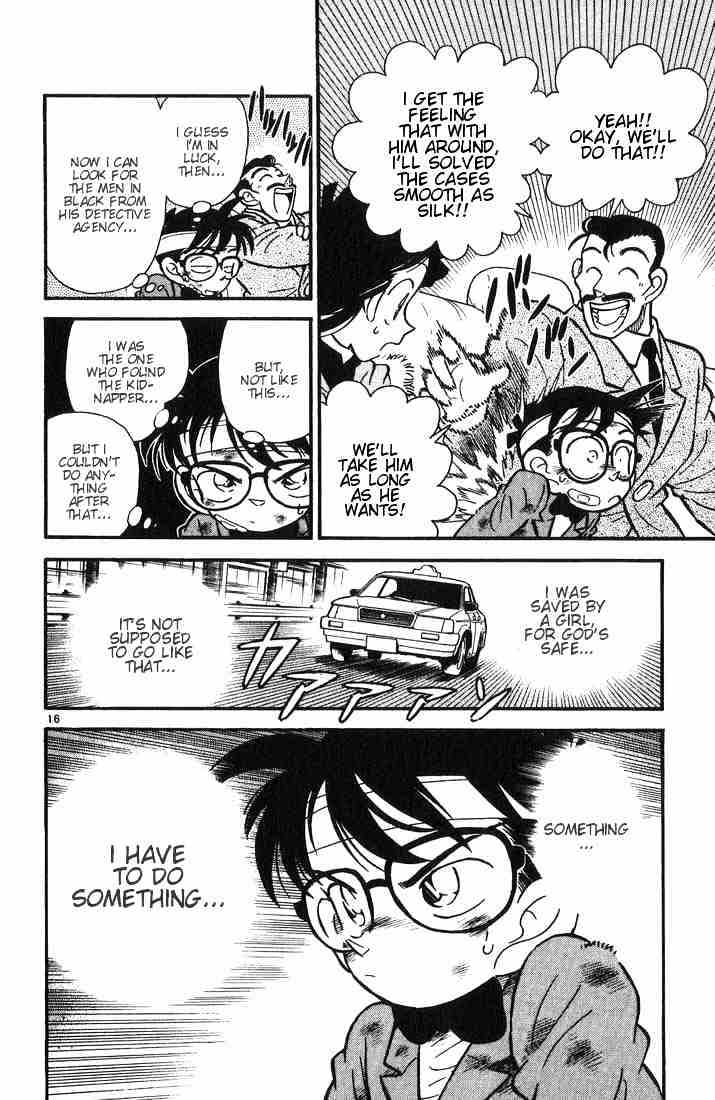 YEAH!!
OKAY, WE'LL
DO THAT!!
I GET THE
FEELING
THAT WITH
HIM AROUND,
I'LL SOLVED
THE CASES
SMOOTH AS
SILK!!
WE'LL
TAKE HIM
AS LONG
AS HE
WANTS!
I GUESS
I'M IN
LUCK,
THEN...
NOW I CAN
LOOK FOR
THE MEN IN
BLACK FROM
HIS DETECTIVE
AGENCY...
BUT,
NOT LIKE
THIS...
I WAS
THE ONE
WHO FOUND
THE KID-
NAPPER...
BUT I
COULDN'T
DO ANY-
THING
AFTER
THAT...
I WAS
SAVED BY
A GIRL,
FOR GOD'S
SAFE...
IT'S NOT
SUPPOSED
TO GO LIKE
THAT...
カアアアアン
16
SOMETHING
...
I HAVE
TO DO
SOMETHING...